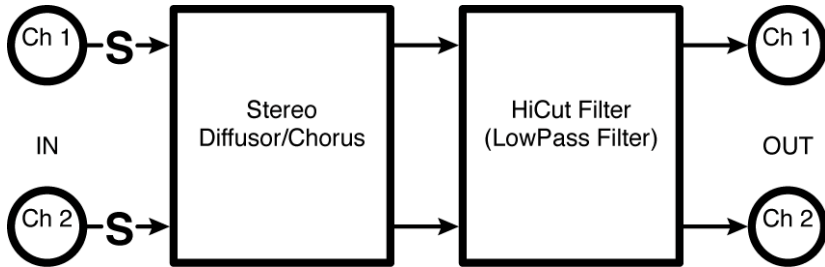 Ch 1
S
Stereo
Diffusor/Chorus
HiCut Filter
(LowPass Filter)
Ch 1
IN
OUT
Ch 2
S
Ch 2